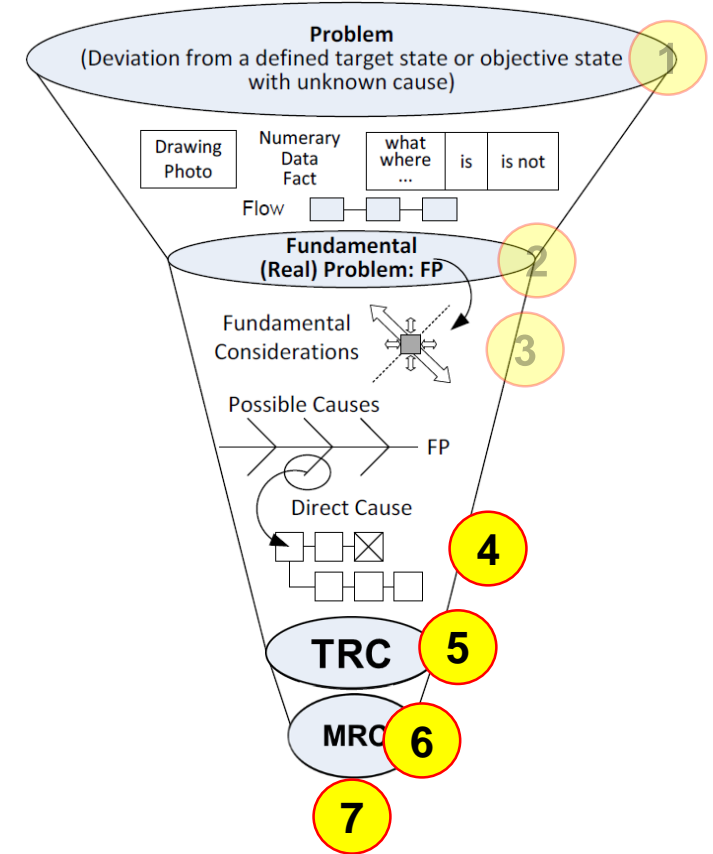 Problem
(Deviation from a defined target state or objective state
with unknown cause)
1
Drawing
Photo
Numerary
Data
Fact
what
where
...
is
is not
Flow
Fundamental
(Real) Problem: FP
2
Fundamental
Considerations
3
Possible Causes
FP
Direct Cause
4
TRC
5
MRC
6
7